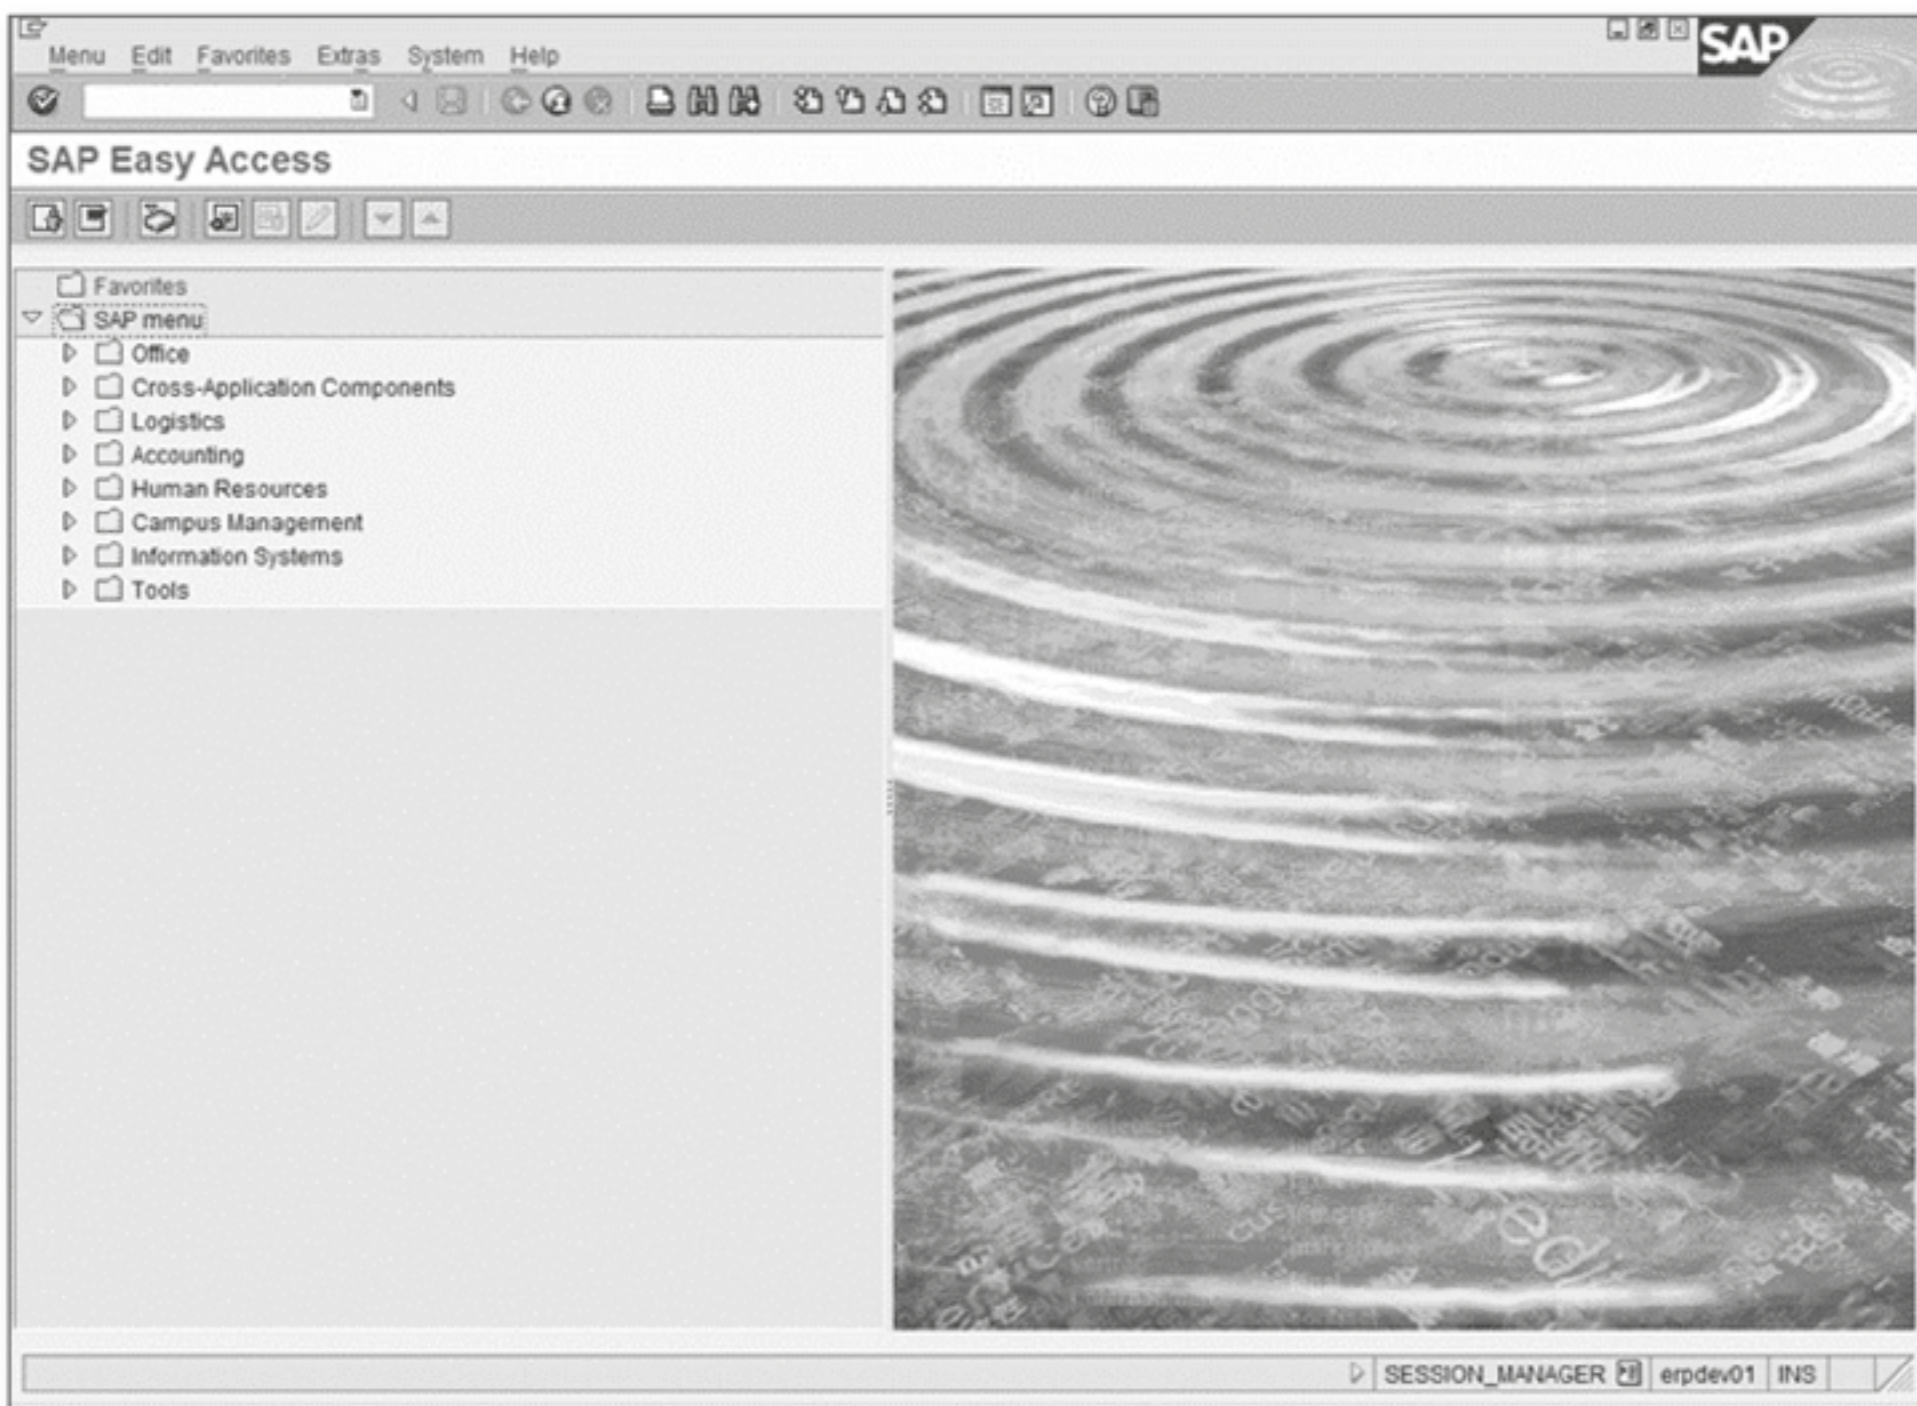 Menu Edit Favorites Extras System Help
SAP
SAP Easy Access
Favorites
SAP menu
Office
Cross-Application Components
Logistics
Accounting
Human Resources
Campus Management
Information Systems
Tools
SESSION_MANAGER erpdev01 INS